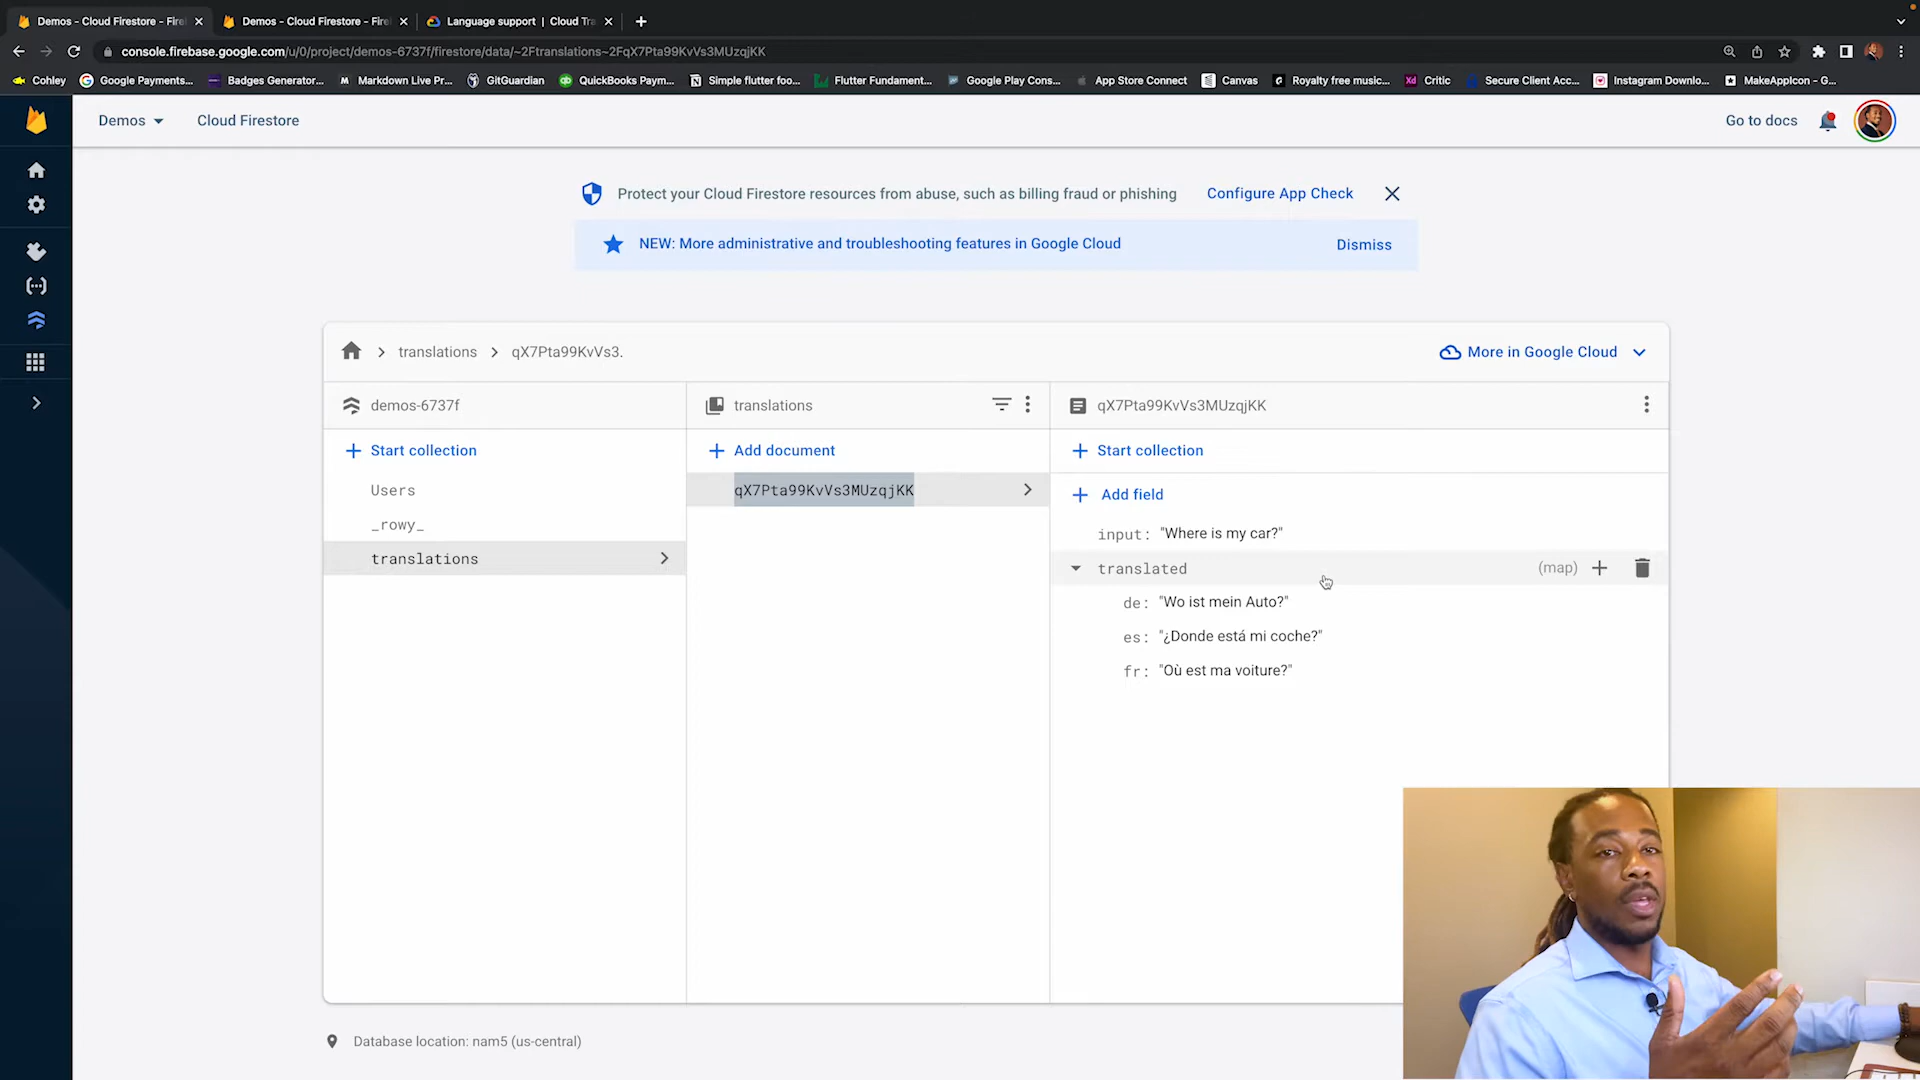 Demos - Cloud Firestore - Fire
Demos - Cloud Firestore - Fire
Language support | Cloud Tra
console.firebase.google.com/u/0/project/demos-6737f/firestore/data/~2Ftranslations~2FqX7Pta99KvVs3MUzqjKK
Cohley
Google Payments...
Badges Generator...
Markdown Live Pr...
GitGuardian
QuickBooks Paym...
Simple flutter foo...
Flutter Fundament...
Google Play Cons...
App Store Connect
Canvas
Royalty free music...
Critic
Secure Client Acc...
Instagram Downlo...
MakeAppIcon - G...
Demos
Cloud Firestore
Go to docs
Protect your Cloud Firestore resources from abuse, such as billing fraud or phishing
Configure App Check
NEW: More administrative and troubleshooting features in Google Cloud
Dismiss
translations
qX7Pta99KvVs3.
More in Google Cloud
demos-6737f
translations
qX7Pta99KvVs3MUzqjKK
Start collection
Add document
Start collection
Users
_rowy_
translations
qX7Pta99KvVs3MUzqjKK
Add field
input: "Where is my car?"
translated
(map)
de: "Wo ist mein Auto?"
es: "¿Donde está mi coche?"
fr: "Où est ma voiture?"
Database location: nam5 (us-central)